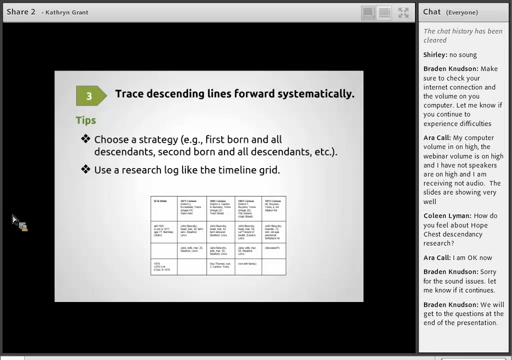 Share 2 - Kathryn Grant
3
Trace descending lines forward systematically.
Tips
❖ Choose a strategy (e.g., first born and all
descendants, second born and all descendants, etc.).
❖ Use a research log like the timeline grid.
Chat (Everyone)
The chat history has been
cleared
Shirley: no soung
Braden Knudson: Make
sure to check your
internet connection and
the volume on you
computer. Let me know if
you continue to
experience difficulties
Ara Call: My computer
volume in on high, the
webinar volume is on high
and I have not speakers
are on high and I am
receiving not audio. The
slides are showing very
well
Coleen Lyman: How do
you feel about Hope
Chest descendancy
research?
Ara Call: I am OK now
Braden Knudson: Sorry
for the sound issues. let
me know if it continues.
Braden Knudson: We will
get to the questions at the
end of the presentation.